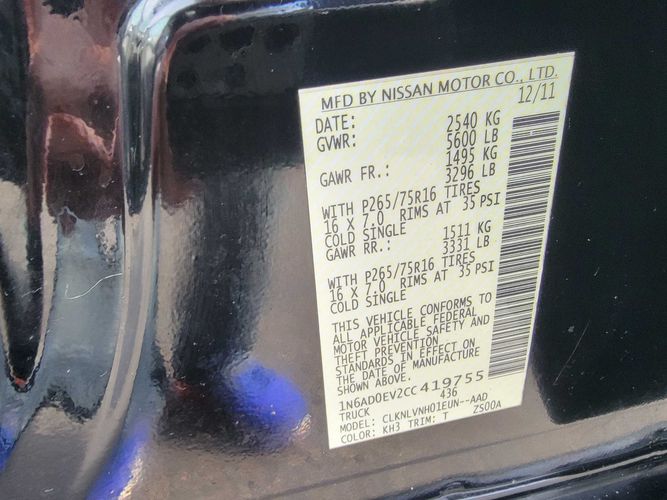 MFD BY NISSAN MOTOR CO., LTD.
DATE: 12/11
GVWR: 2540 KG
5600 LB
GAWR FR.: 1495 KG
3296 LB
WITH P265/75R16 TIRES
16 X 7.0 RIMS AT 35 PSI
COLD SINGLE
GAWR RR.: 1511 KG
3331 LB
WITH P265/75R16 TIRES
16 X 7.0 RIMS AT 35 PSI
COLD SINGLE
THIS VEHICLE CONFORMS TO
ALL APPLICABLE FEDERAL
MOTOR VEHICLE SAFETY AND
THEFT PREVENTION
STANDARDS IN EFFECT ON
THE DATE OF MANUFACTURE
1N6AD0EV2CC419755
TRUCK 436
MODEL: CLKNLVNH01EUN--AAD
COLOR: KH3 TRIM: T ZS00A